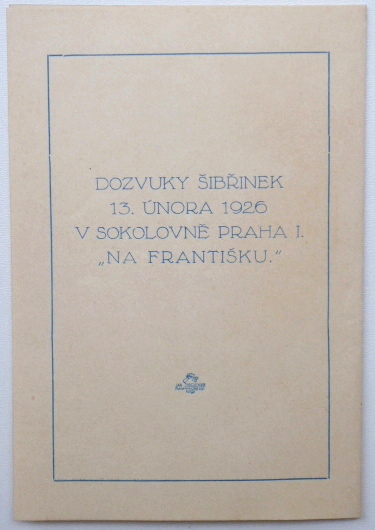 DOZVUKY ŠIBŘINEK
13. ÚNORA 1926
V SOKOLOVNĚ PRAHA I.
„NA FRANTIŠKU.“